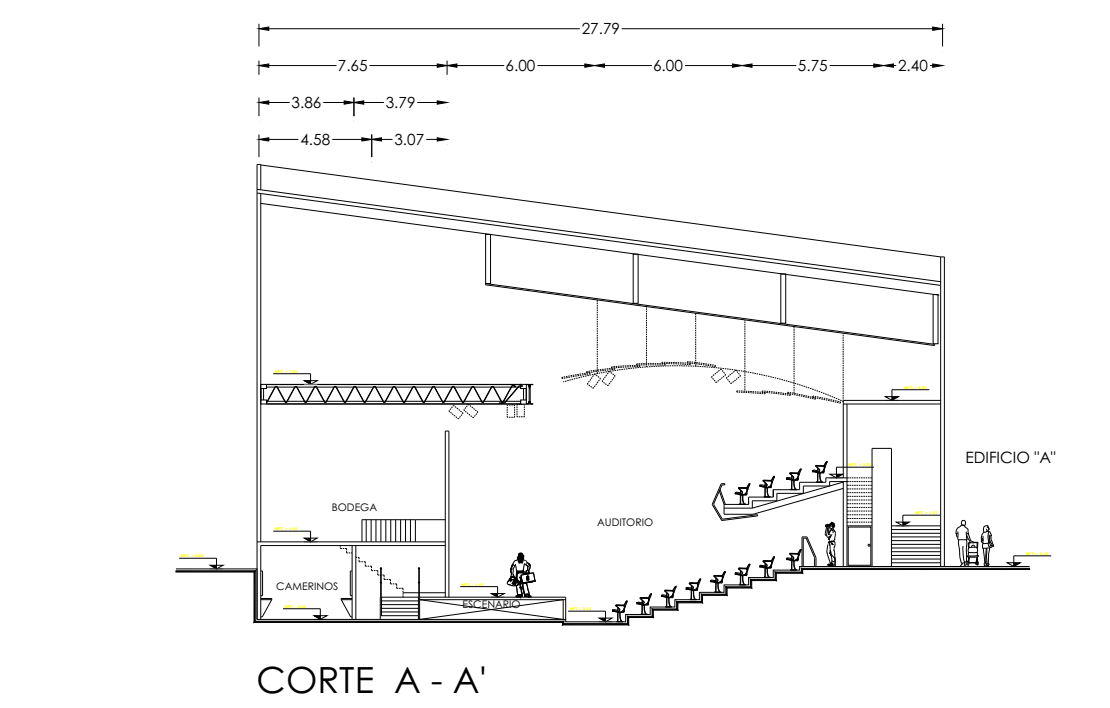 27.79
7.65 6.00 6.00 5.75 2.40
3.86 3.79
4.58 3.07
EDIFICIO "A"
BODEGA
AUDITORIO
CAMERINOS
ESCENARIO
CORTE A - A'